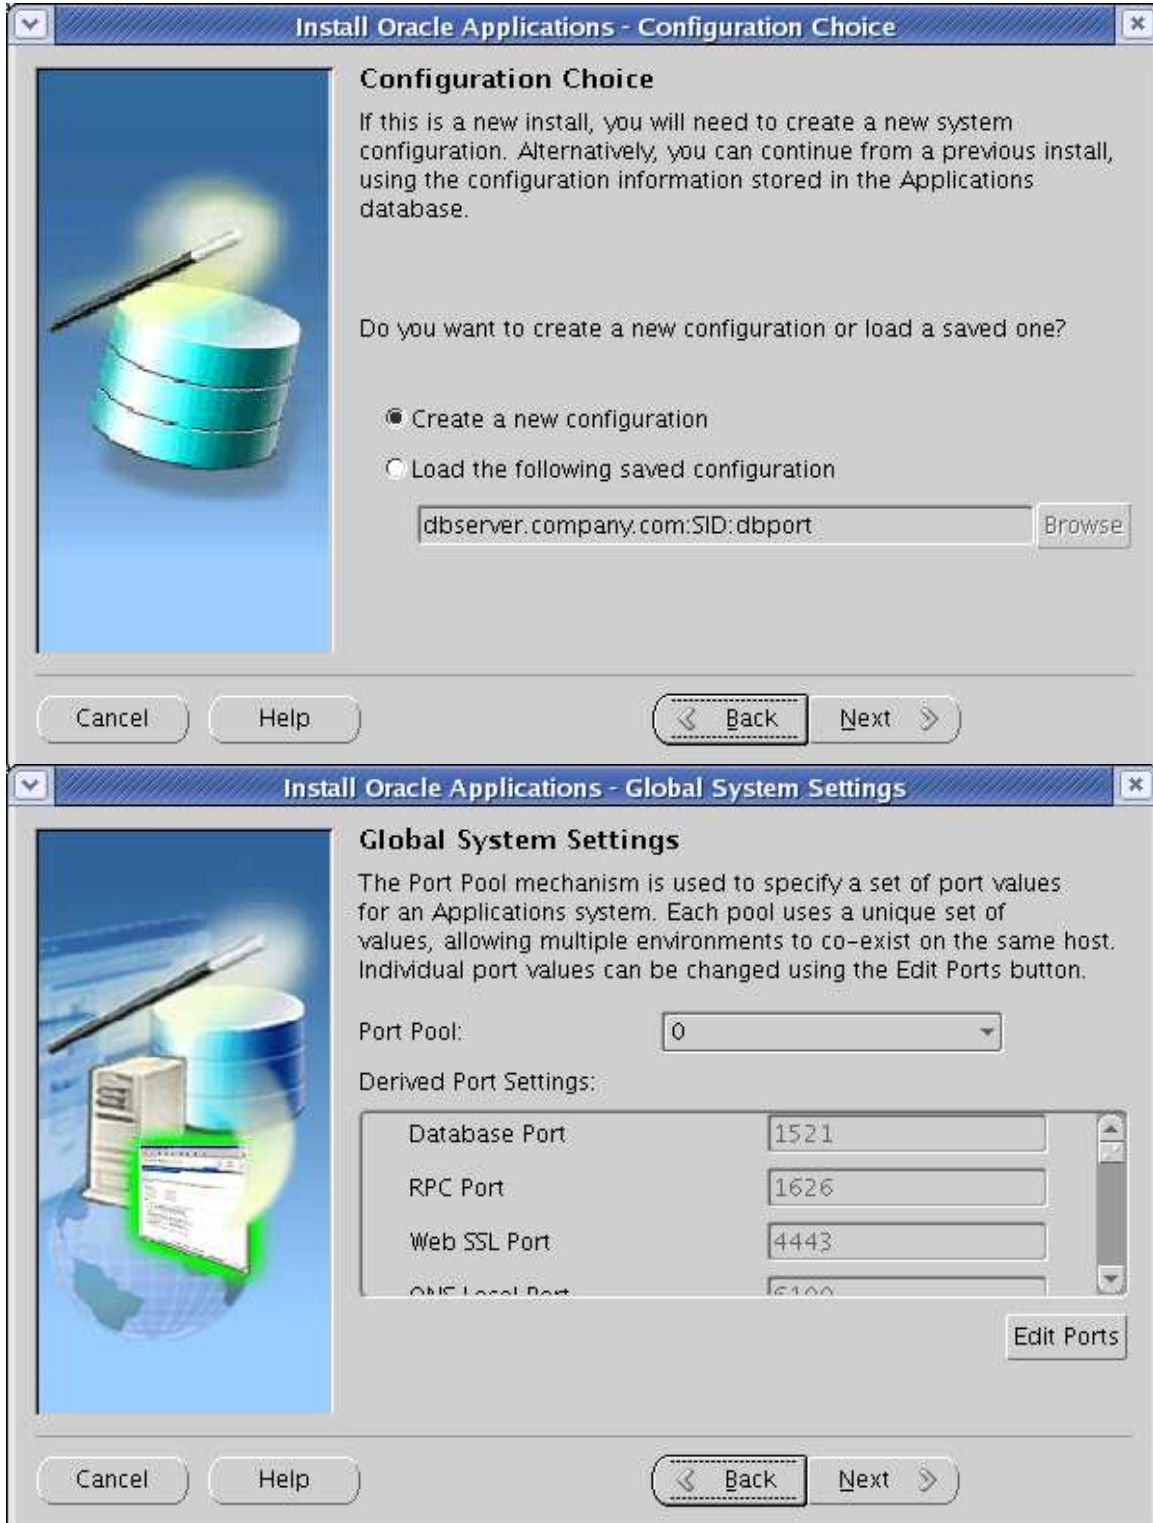 Install Oracle Applications - Configuration Choice
Configuration Choice
If this is a new install, you will need to create a new system
configuration. Alternatively, you can continue from a previous install,
using the configuration information stored in the Applications
database.
Do you want to create a new configuration or load a saved one?
Create a new configuration
Load the following saved configuration
dbserver.company.com:SID:dbport
Browse
Cancel
Help
Back
Next
Install Oracle Applications - Global System Settings
Global System Settings
The Port Pool mechanism is used to specify a set of port values
for an Applications system. Each pool uses a unique set of
values, allowing multiple environments to co-exist on the same host.
Individual port values can be changed using the Edit Ports button.
Port Pool:
0
Derived Port Settings:
Database Port
1521
RPC Port
1626
Web SSL Port
4443
ONS Local Port
6100
Edit Ports
Cancel
Help
Back
Next